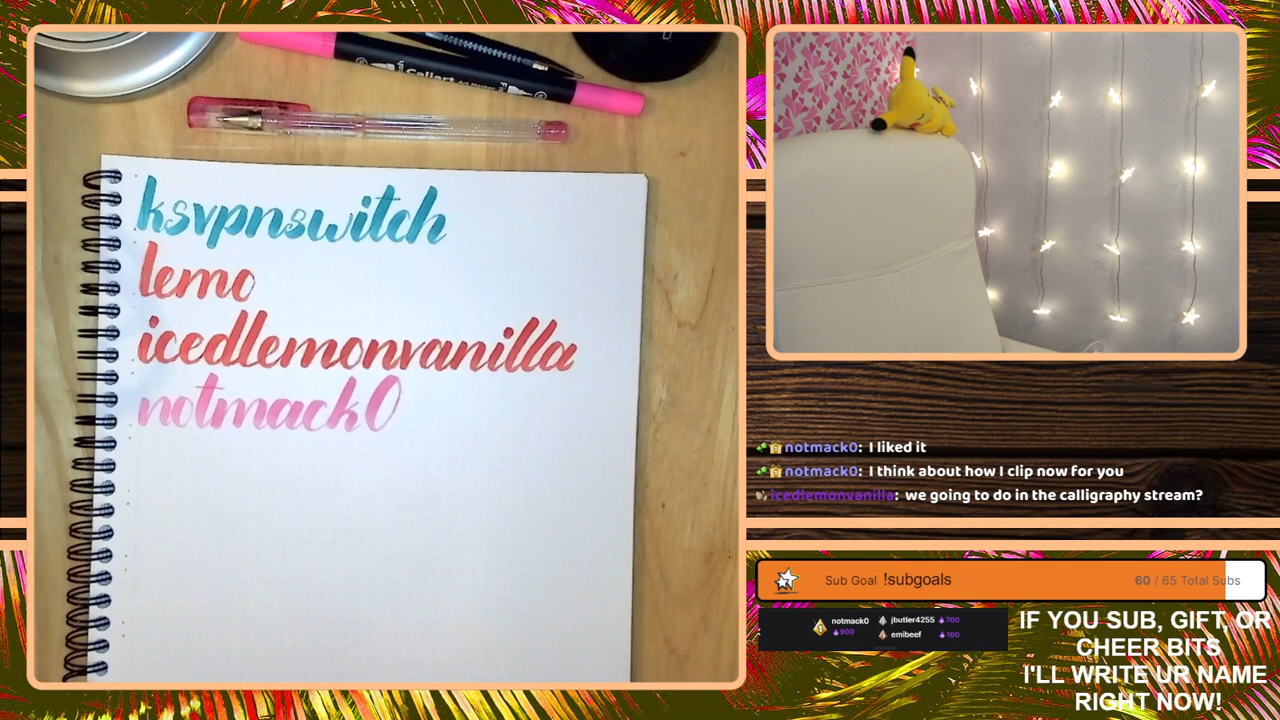 Caliart
ksvpnswitch
lemo
icedlemonvanilla
notmack0
notmack0: I liked it
notmack0: I think about how I clip now for you
icedlemonvanilla: we going to do in the calligraphy stream?
Sub Goal !subgoals 60 / 65 Total Subs
1 notmack0 900
jbutler4255 700
emibeef 100
IF YOU SUB, GIFT, OR
CHEER BITS
I'LL WRITE UR NAME
RIGHT NOW!